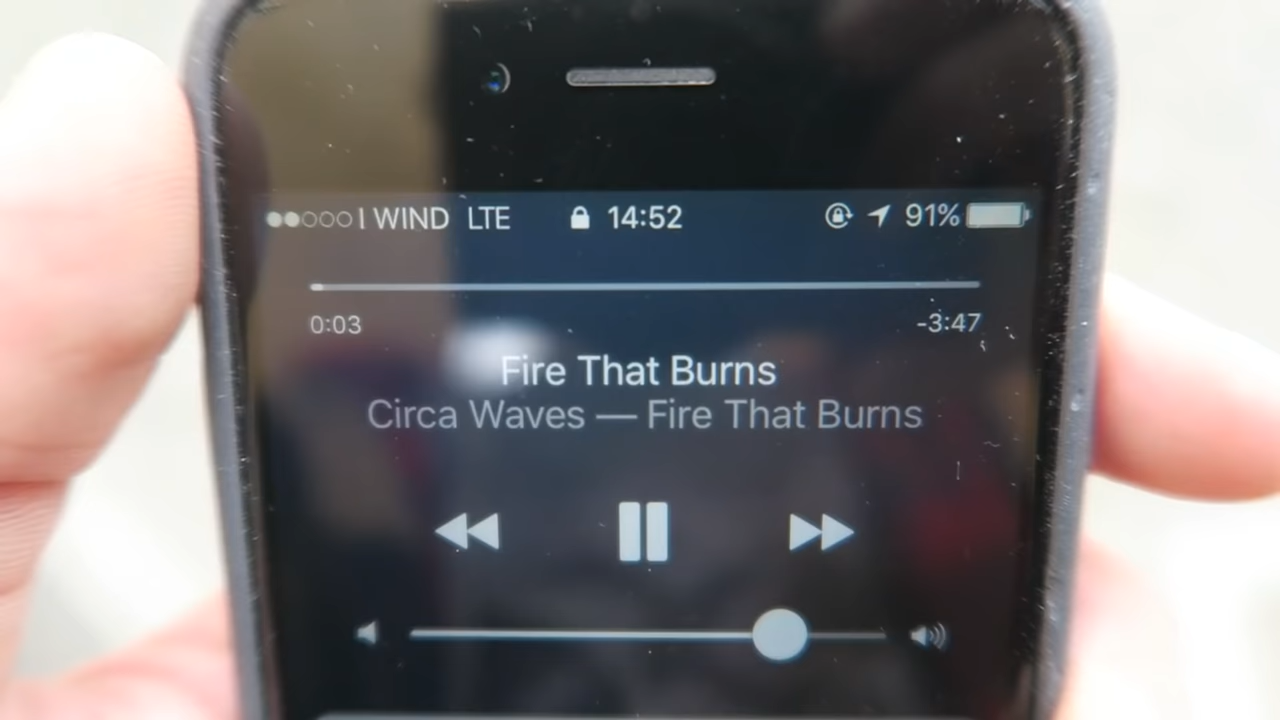 I WIND LTE 14:52 91%
0:03 -3:47
Fire That Burns
Circa Waves — Fire That Burns